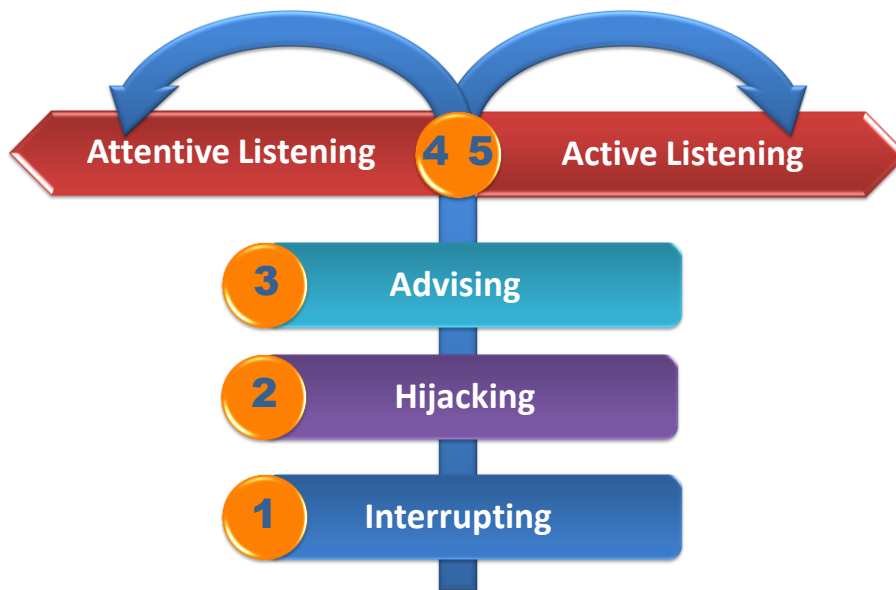 Attentive Listening 4 5 Active Listening
3 Advising
2 Hijacking
1 Interrupting